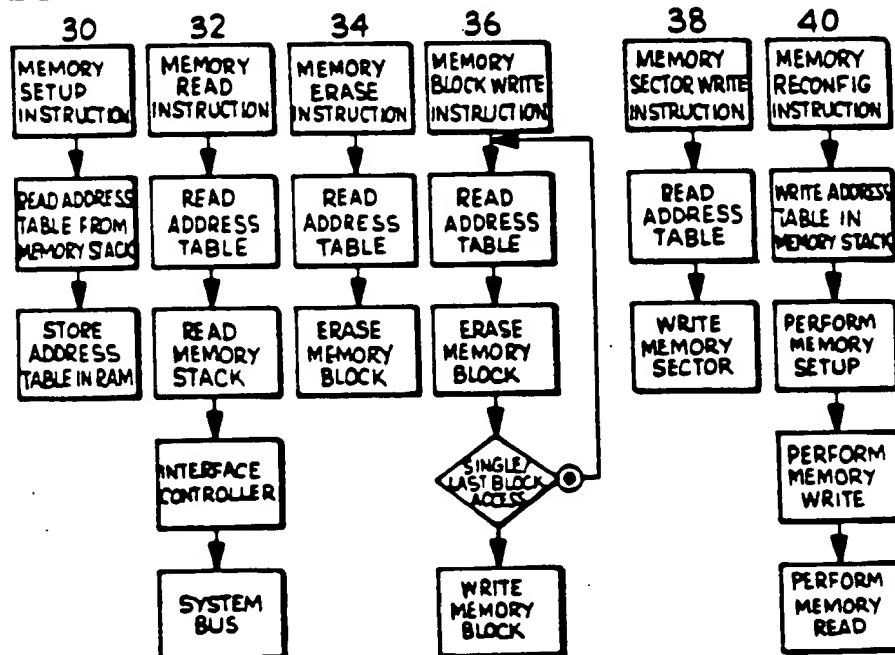 30
MEMORY
SETUP
INSTRUCTION
READ ADDRESS
TABLE FROM
MEMORY STACK
STORE
ADDRESS
TABLE IN RAM
32
MEMORY
READ
INSTRUCTION
READ
ADDRESS
TABLE
READ
MEMORY
STACK
INTERFACE
CONTROLLER
SYSTEM
BUS
34
MEMORY
ERASE
INSTRUCTION
READ
ADDRESS
TABLE
ERASE
MEMORY
BLOCK
36
MEMORY
BLOCK WRITE
INSTRUCTION
READ
ADDRESS
TABLE
ERASE
MEMORY
BLOCK
SINGLE/
LAST BLOCK
ACCESS
WRITE
MEMORY
BLOCK
38
MEMORY
SECTOR WRITE
INSTRUCTION
READ
ADDRESS
TABLE
WRITE
MEMORY
SECTOR
40
MEMORY
RECONFIG
INSTRUCTION
WRITE ADDRESS
TABLE IN
MEMORY STACK
PERFORM
MEMORY
SETUP
PERFORM
MEMORY
WRITE
PERFORM
MEMORY
READ